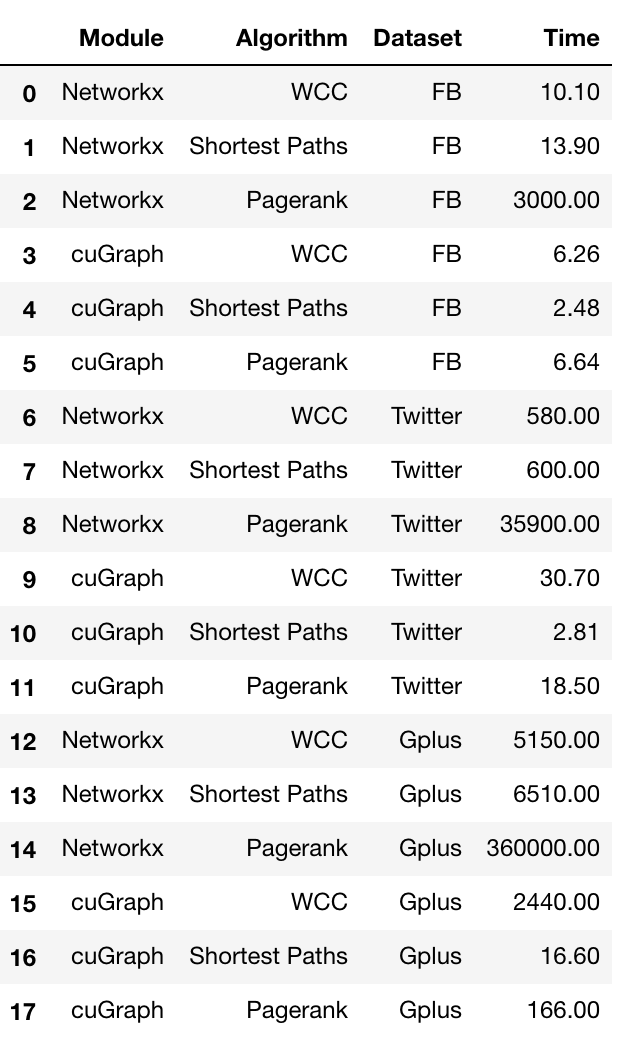 Module Algorithm Dataset Time
0 Networkx WCC FB 10.10
1 Networkx Shortest Paths FB 13.90
2 Networkx Pagerank FB 3000.00
3 cuGraph WCC FB 6.26
4 cuGraph Shortest Paths FB 2.48
5 cuGraph Pagerank FB 6.64
6 Networkx WCC Twitter 580.00
7 Networkx Shortest Paths Twitter 600.00
8 Networkx Pagerank Twitter 35900.00
9 cuGraph WCC Twitter 30.70
10 cuGraph Shortest Paths Twitter 2.81
11 cuGraph Pagerank Twitter 18.50
12 Networkx WCC Gplus 5150.00
13 Networkx Shortest Paths Gplus 6510.00
14 Networkx Pagerank Gplus 360000.00
15 cuGraph WCC Gplus 2440.00
16 cuGraph Shortest Paths Gplus 16.60
17 cuGraph Pagerank Gplus 166.00